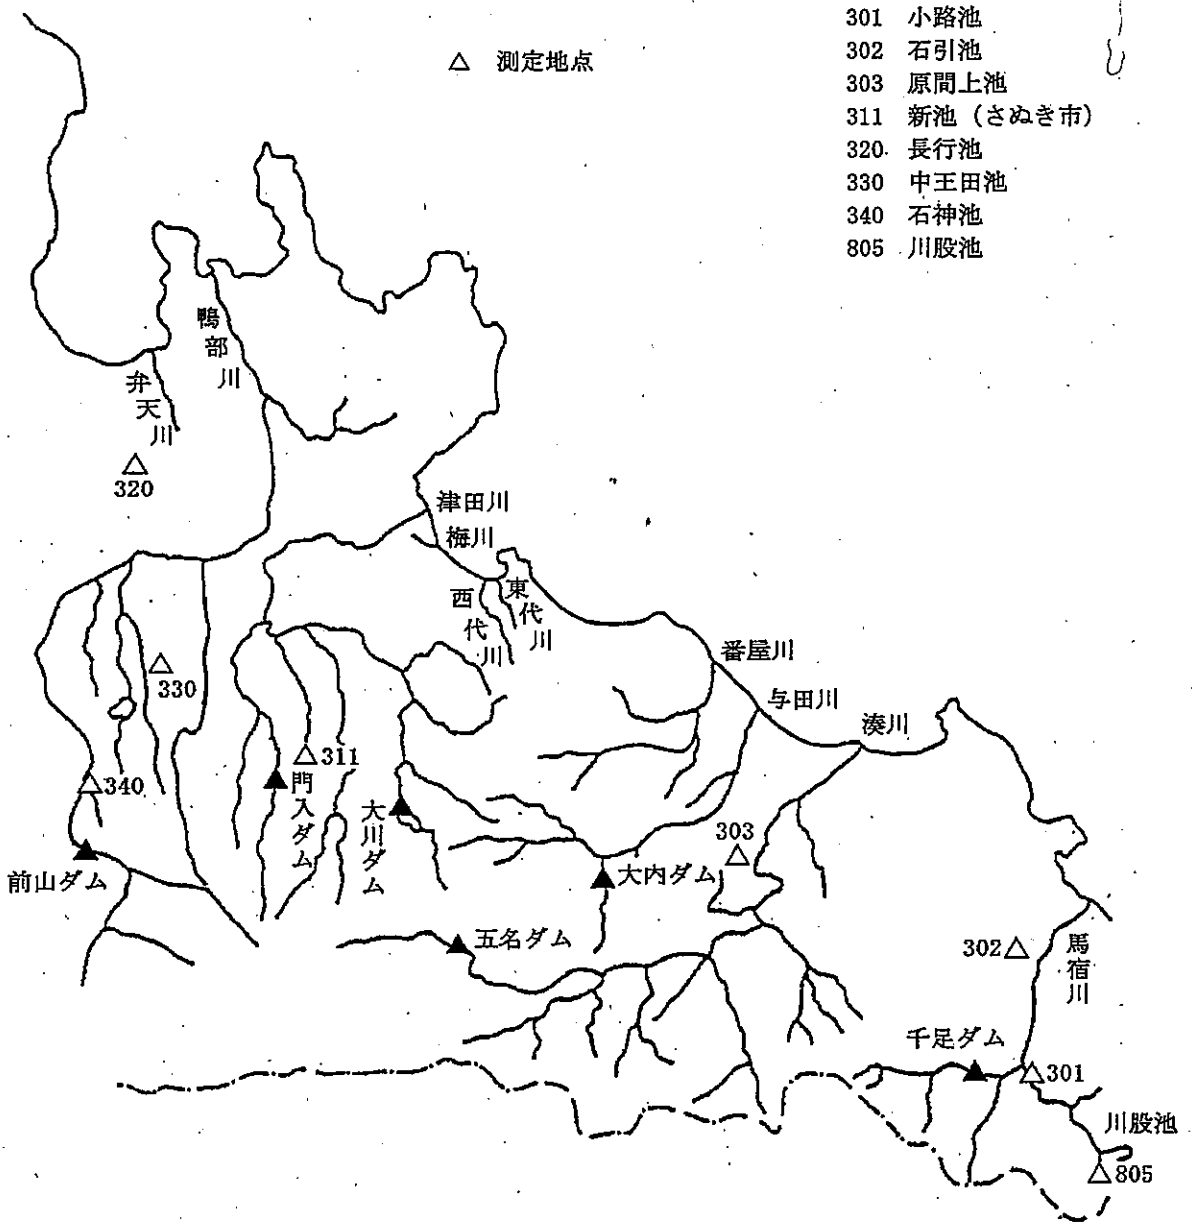 301 小路池
302 石引池
303 原間上池
311 新池（さぬき市）
320 長行池
330 中王田池
340 石神池
805 川股池
△ 測定地点
鴨部川
弁天川
320
津田川
梅川
西代川
東代川
330
番屋川
与田川
湊川
311
340
門入ダム
大川ダム
303
前山ダム
大内ダム
五名ダム
302
馬宿川
千足ダム
301
川股池
805